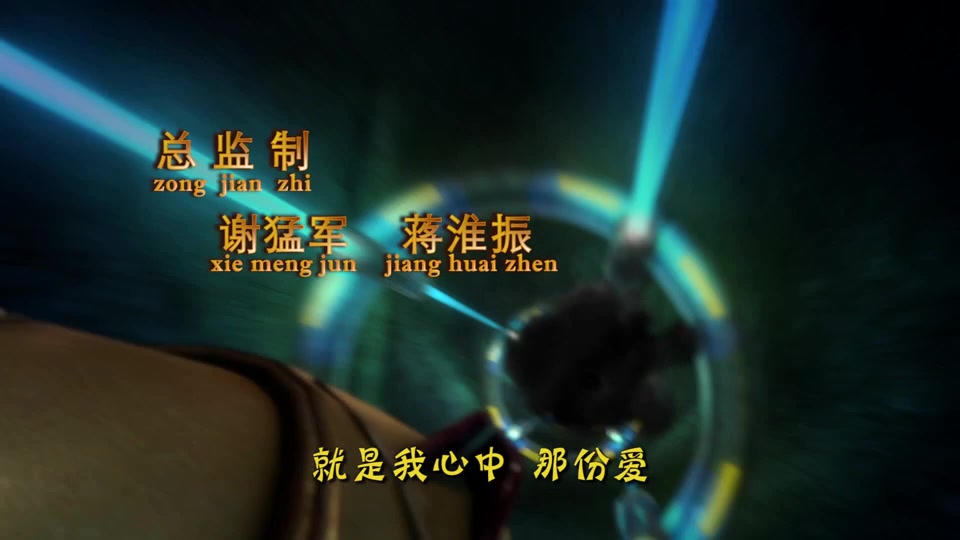 总 监 制
zong jian zhi
谢猛军 蒋淮振
xie meng jun jiang huai zhen
就是我心中 那份爱